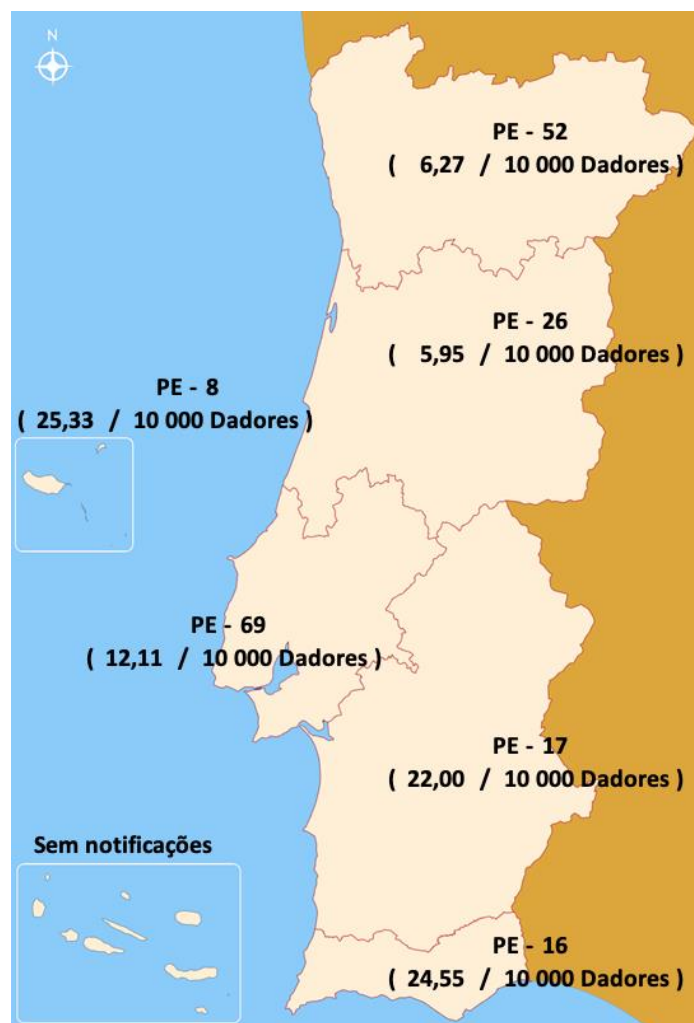 N
PE - 52
( 6,27 / 10 000 Dadores )
PE - 26
( 5,95 / 10 000 Dadores )
PE - 8
( 25,33 / 10 000 Dadores )
PE - 69
( 12,11 / 10 000 Dadores )
PE - 17
( 22,00 / 10 000 Dadores )
Sem notificações
PE - 16
( 24,55 / 10 000 Dadores )